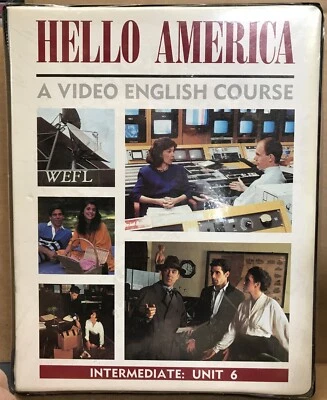 HELLO AMERICA
A VIDEO ENGLISH COURSE
WEFL
INTERMEDIATE: UNIT 6